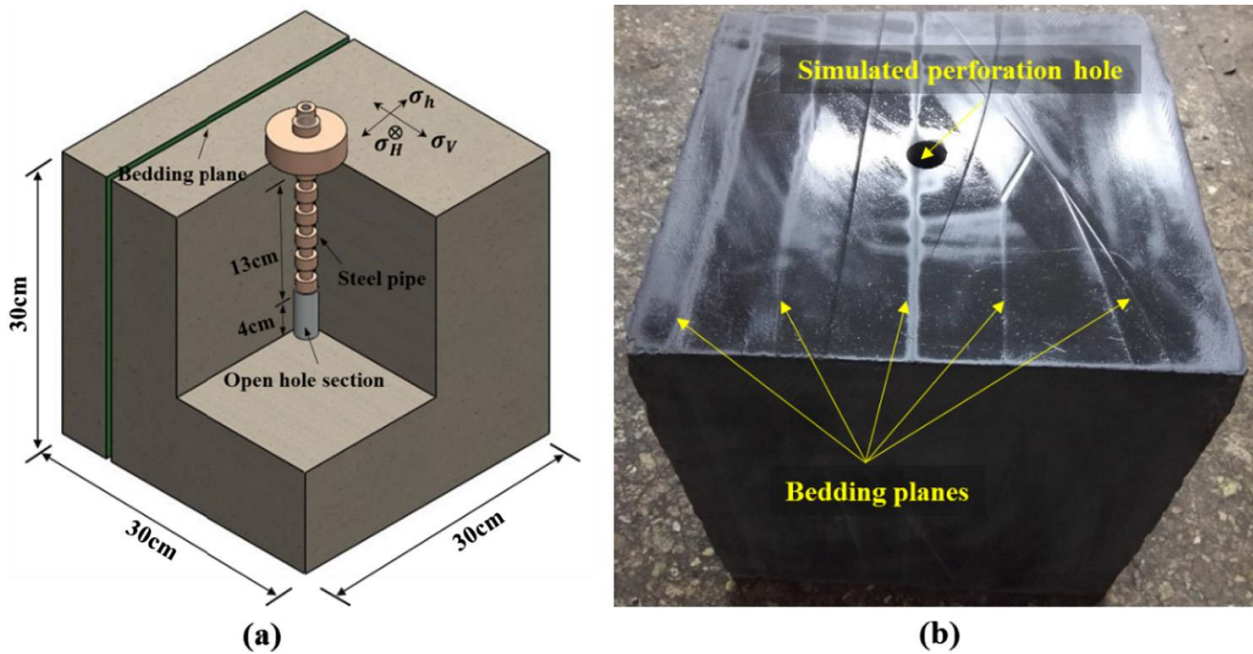 σh
σH
⊗
σV
Bedding plane
30cm
13cm
Steel pipe
4cm
Open hole section
30cm
30cm
(a)
Simulated perforation hole
Bedding planes
(b)